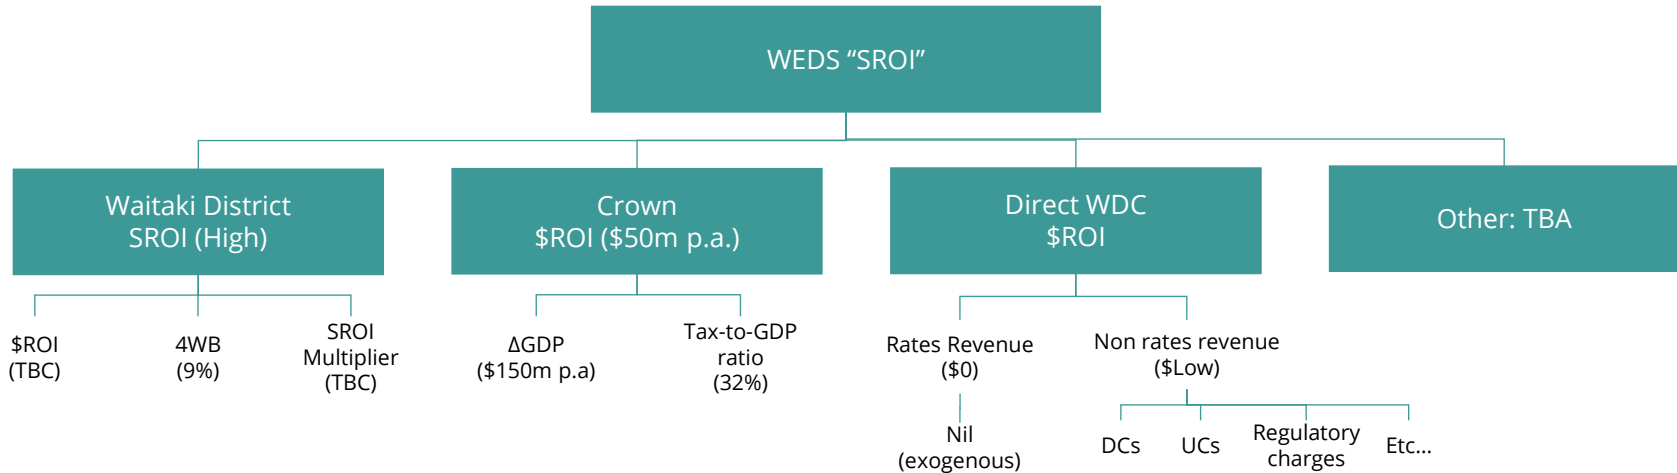 WEDS “SROI”
Waitaki District
SROI (High)
Crown
$ROI ($50m p.a.)
Direct WDC
$ROI
Other: TBA
$ROI
(TBC)
4WB
(9%)
SROI
Multiplier
(TBC)
ΔGDP
($150m p.a)
Tax-to-GDP
ratio
(32%)
Rates Revenue
($0)
Non rates revenue
($Low)
Nil
(exogenous)
DCs
UCs
Regulatory
charges
Etc...